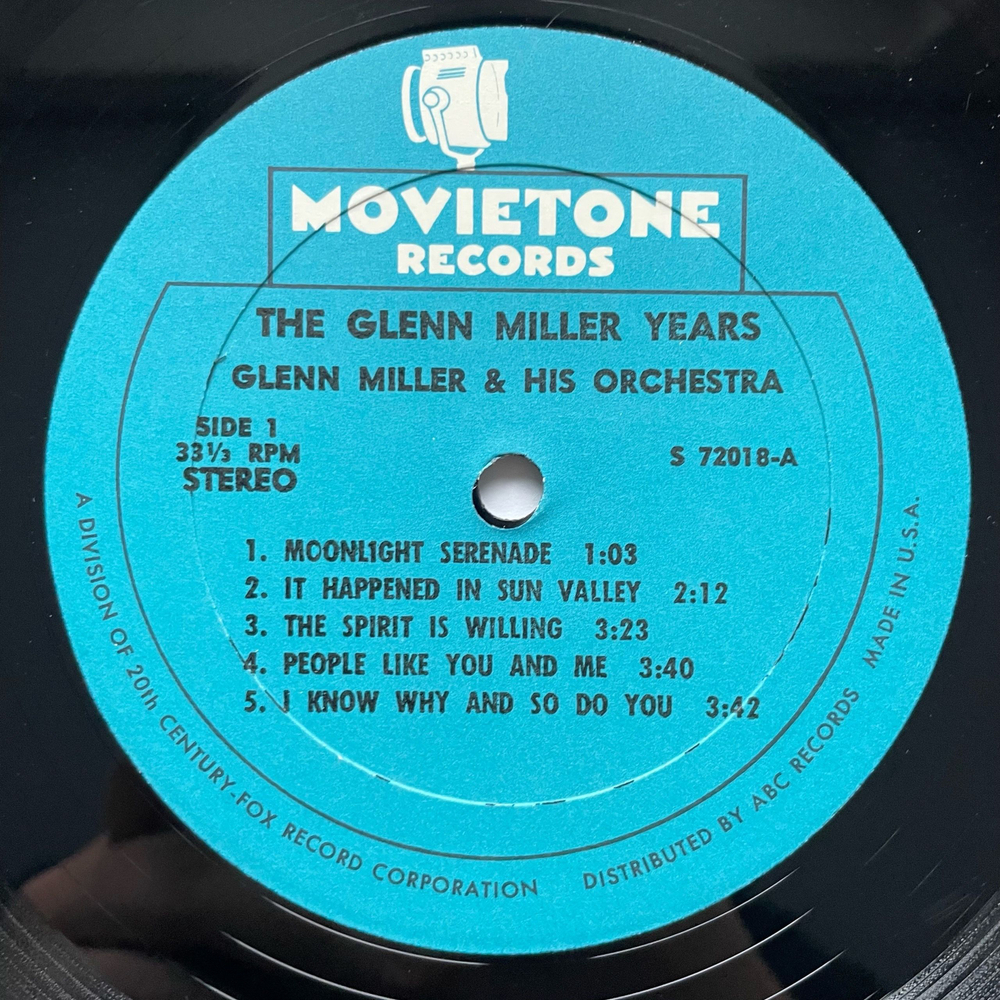 MOVIETONE
RECORDS
THE GLENN MILLER YEARS
GLENN MILLER & HIS ORCHESTRA
SIDE 1
33⅓ RPM
STEREO
S 72018-A
1. MOONLIGHT SERENADE 1:03
2. IT HAPPENED IN SUN VALLEY 2:12
3. THE SPIRIT IS WILLING 3:23
4. PEOPLE LIKE YOU AND ME 3:40
5. I KNOW WHY AND SO DO YOU 3:42
A DIVISION OF 20th CENTURY-FOX RECORD CORPORATION
DISTRIBUTED BY ABC RECORDS
MADE IN U.S.A.